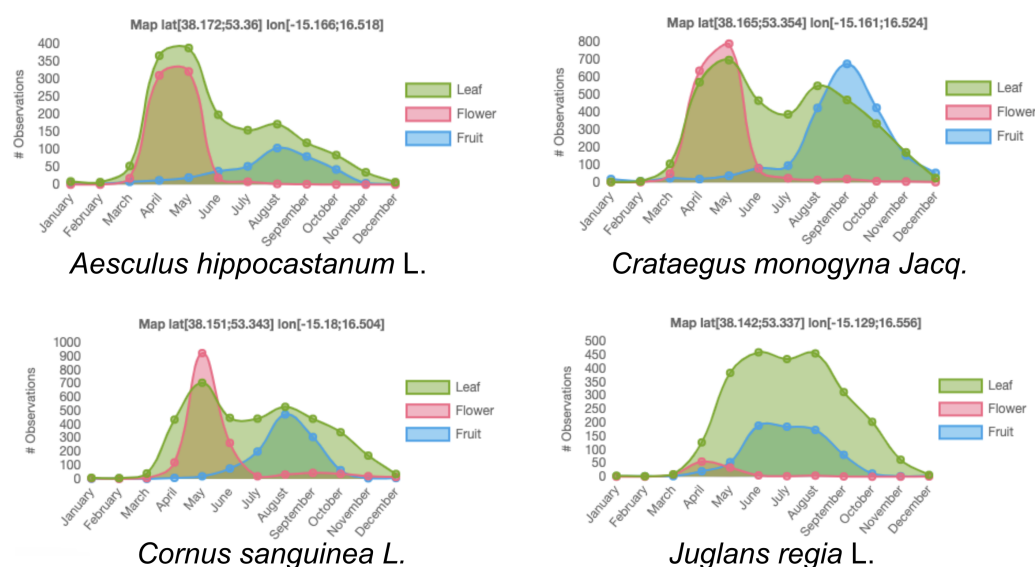 Map lat[38.172;53.36] lon[-15.166;16.518]
# Observations
400
350
300
250
200
150
100
50
0
January
February
March
April
May
June
July
August
September
October
November
December
Leaf
Flower
Fruit
Aesculus hippocastanum L.
Map lat[38.165;53.354] lon[-15.161;16.524]
# Observations
800
700
600
500
400
300
200
100
0
January
February
March
April
May
June
July
August
September
October
November
December
Leaf
Flower
Fruit
Crataegus monogyna Jacq.
Map lat[38.151;53.343] lon[-15.18;16.504]
# Observations
1000
900
800
700
600
500
400
300
200
100
0
January
February
March
April
May
June
July
August
September
October
November
December
Leaf
Flower
Fruit
Cornus sanguinea L.
Map lat[38.142;53.337] lon[-15.129;16.556]
# Observations
500
450
400
350
300
250
200
150
100
50
0
January
February
March
April
May
June
July
August
September
October
November
December
Leaf
Flower
Fruit
Juglans regia L.